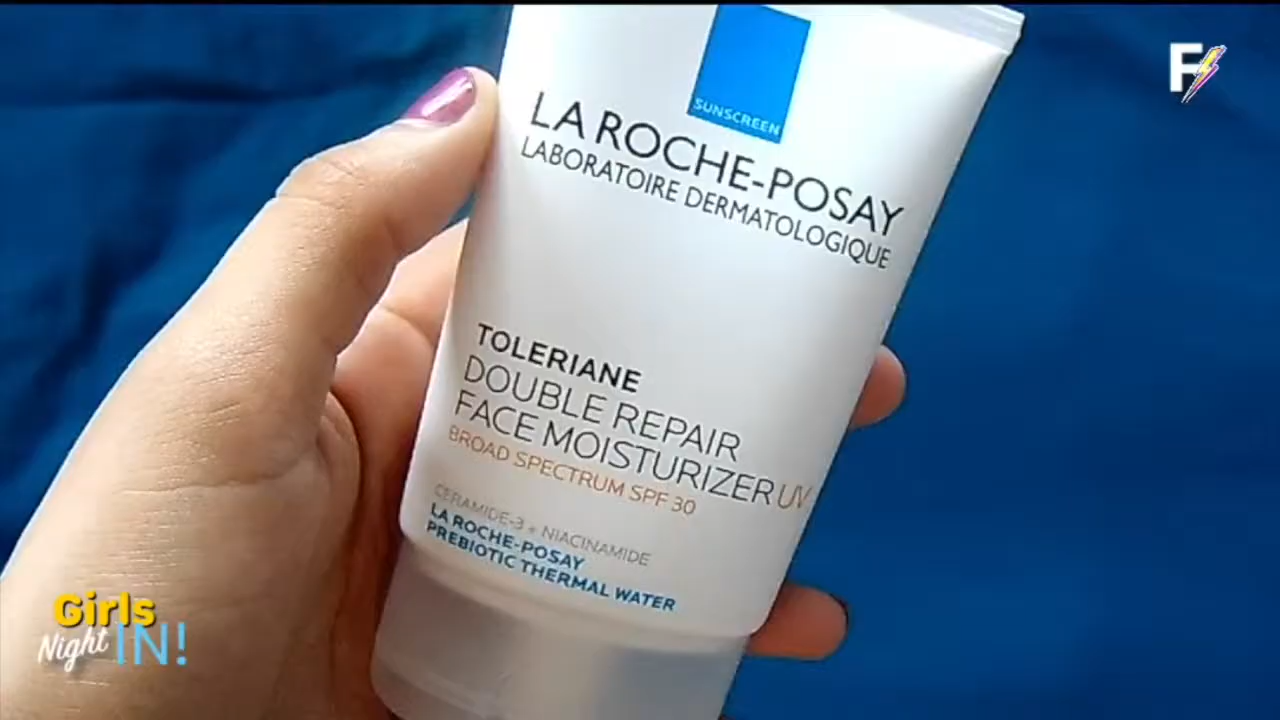 SUNSCREEN
LA ROCHE-POSAY
LABORATOIRE DERMATOLOGIQUE
TOLERIANE
DOUBLE REPAIR
FACE MOISTURIZER UV
BROAD SPECTRUM SPF 30
CERAMIDE-3 + NIACINAMIDE
LA ROCHE-POSAY
PREBIOTIC THERMAL WATER
F
Girls
Night IN!